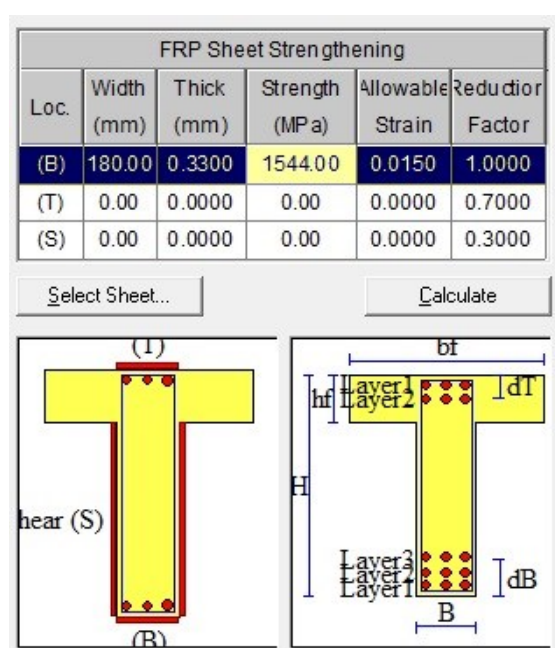 FRP Sheet Strengthening
Loc. Width (mm) Thick (mm) Strength (MPa) Allowable Strain Reductior Factor
(B) 180.00 0.3300 1544.00 0.0150 1.0000
(T) 0.00 0.0000 0.00 0.0000 0.7000
(S) 0.00 0.0000 0.00 0.0000 0.3000
Select Sheet... Calculate
(T)
hear (S)
(B)
bf
hf Layer1 dT
Layer2
H
Layer3
Layer2
Layer1 dB
B